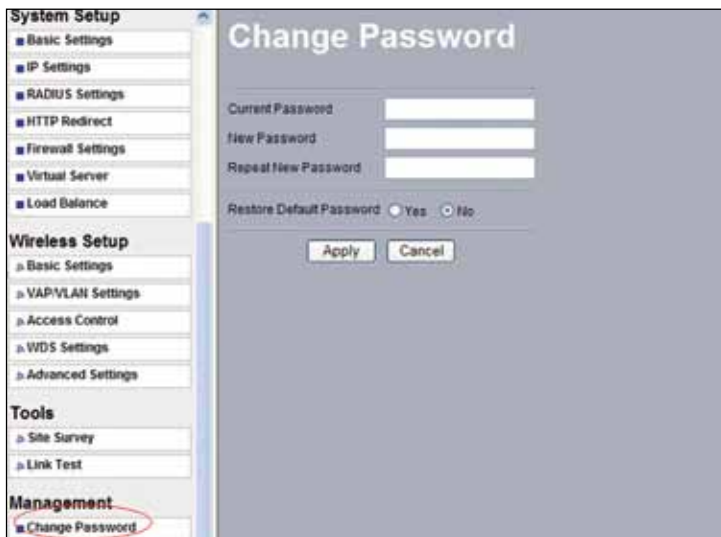 System Setup
Basic Settings
IP Settings
RADIUS Settings
HTTP Redirect
Firewall Settings
Virtual Server
Load Balance
Wireless Setup
Basic Settings
VAP/VLAN Settings
Access Control
WDS Settings
Advanced Settings
Tools
Site Survey
Link Test
Management
Change Password
Change Password
Current Password
New Password
Repeat New Password
Restore Default Password Yes No
Apply Cancel